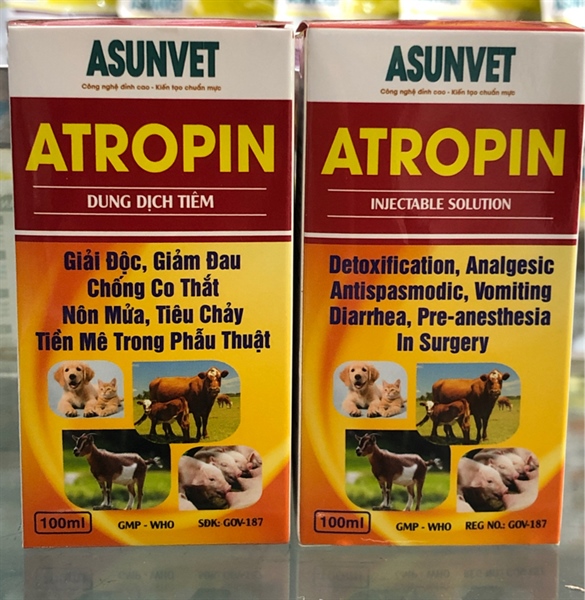 ASUNVET
Công nghệ đỉnh cao - Kiến tạo chuẩn mực
ATROPIN
DUNG DỊCH TIÊM
Giải Độc, Giảm Đau
Chống Co Thắt
Nôn Mửa, Tiêu Chảy
Tiền Mê Trong Phẫu Thuật
100ml
GMP - WHO
SĐK: GOV-187
ASUNVET
Công nghệ đỉnh cao - Kiến tạo chuẩn mực
ATROPIN
INJECTABLE SOLUTION
Detoxification, Analgesic
Antispasmodic, Vomiting
Diarrhea, Pre-anesthesia
In Surgery
100ml
GMP - WHO
REG NO.: GOV-187